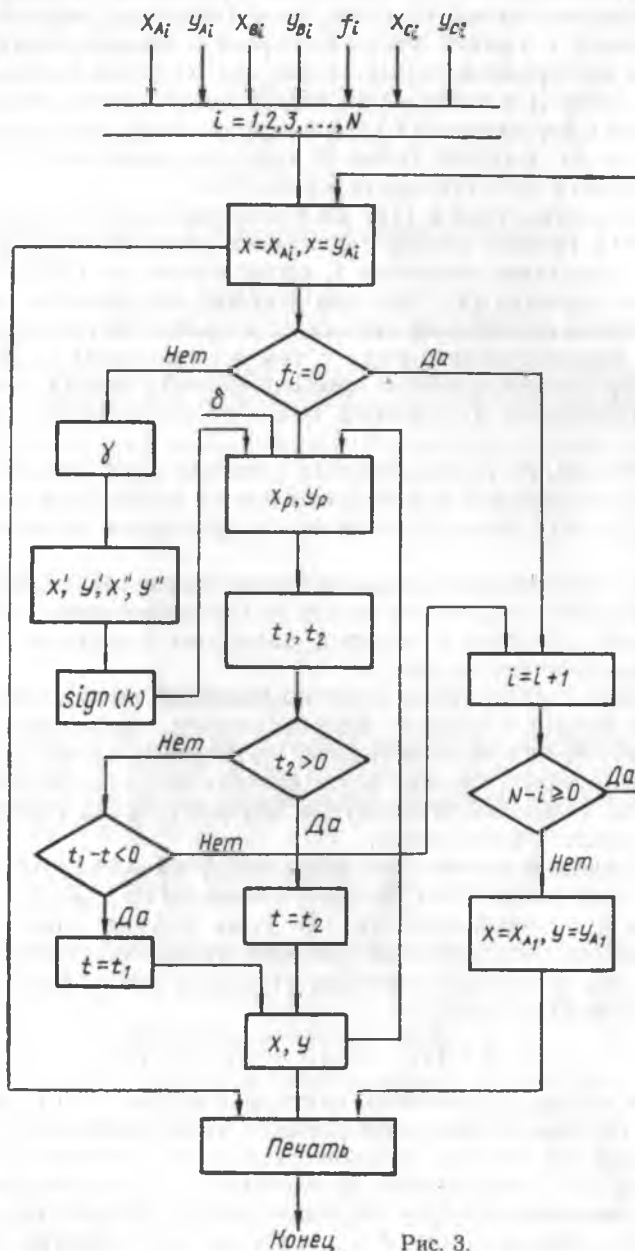 x_Ai y_Ai x_Bi y_Bi f_i x_Ci y_Ci
i = 1,2,3,...,N
x=x_Ai, y=y_Ai
Нет
f_i=0
Да
δ
γ
x_p, y_p
x', y', x'', y''
t_1, t_2
sign(k)
i=i+1
Нет
t_2>0
Да
N-i≥0
Да
t_1-t<0
Нет
Нет
Да
t=t_2
x=x_A1, y=y_A1
t=t_1
x, y
Печать
Конец
Рис. 3.